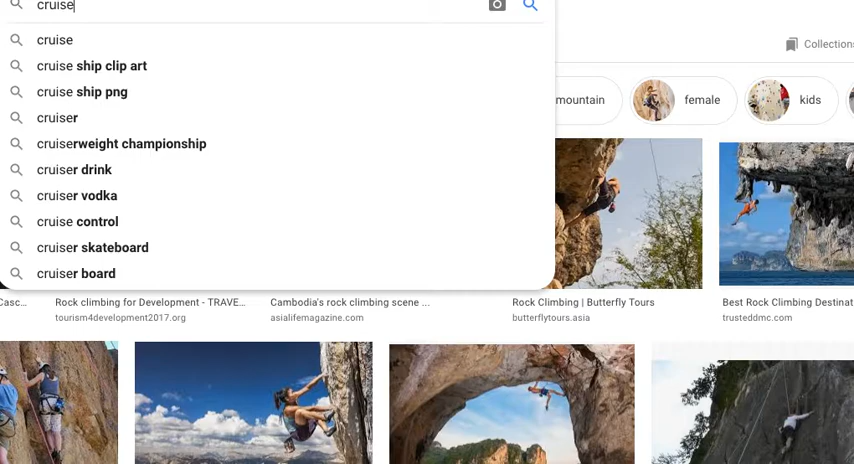 cruise
Collections
cruise
cruise ship clip art
cruise ship png
cruiser
cruiserweight championship
cruiser drink
cruiser vodka
cruise control
cruiser skateboard
cruiser board
mountain
female
kids
Casc...
Rock climbing for Development - TRAVE...
Cambodia's rock climbing scene ...
Rock Climbing | Butterfly Tours
Best Rock Climbing Destinat
tourism4development2017.org
asialifemagazine.com
butterflytours.asia
trusteddmc.com